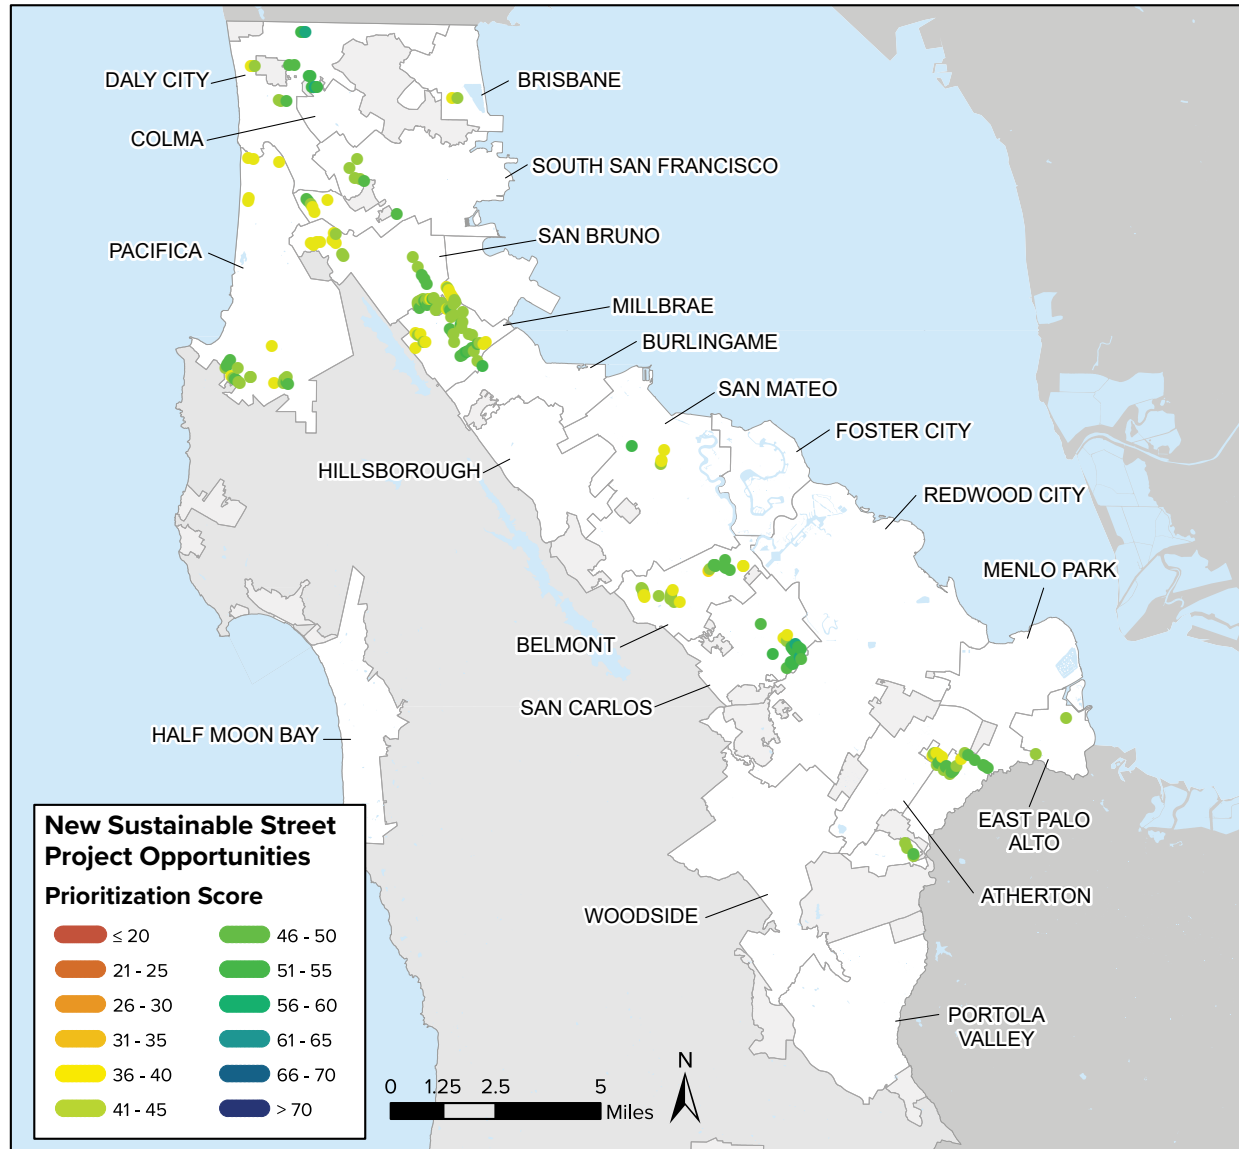 DALY CITY
BRISBANE
COLMA
SOUTH SAN FRANCISCO
SAN BRUNO
PACIFICA
MILLBRAE
BURLINGAME
SAN MATEO
FOSTER CITY
HILLSBOROUGH
REDWOOD CITY
MENLO PARK
BELMONT
SAN CARLOS
HALF MOON BAY
EAST PALO
ALTO
ATHERTON
WOODSIDE
PORTOLA
VALLEY
New Sustainable Street
Project Opportunities
Prioritization Score
≤ 20
21 - 25
26 - 30
31 - 35
36 - 40
41 - 45
46 - 50
51 - 55
56 - 60
61 - 65
66 - 70
> 70
0 1.25 2.5 5
Miles
N